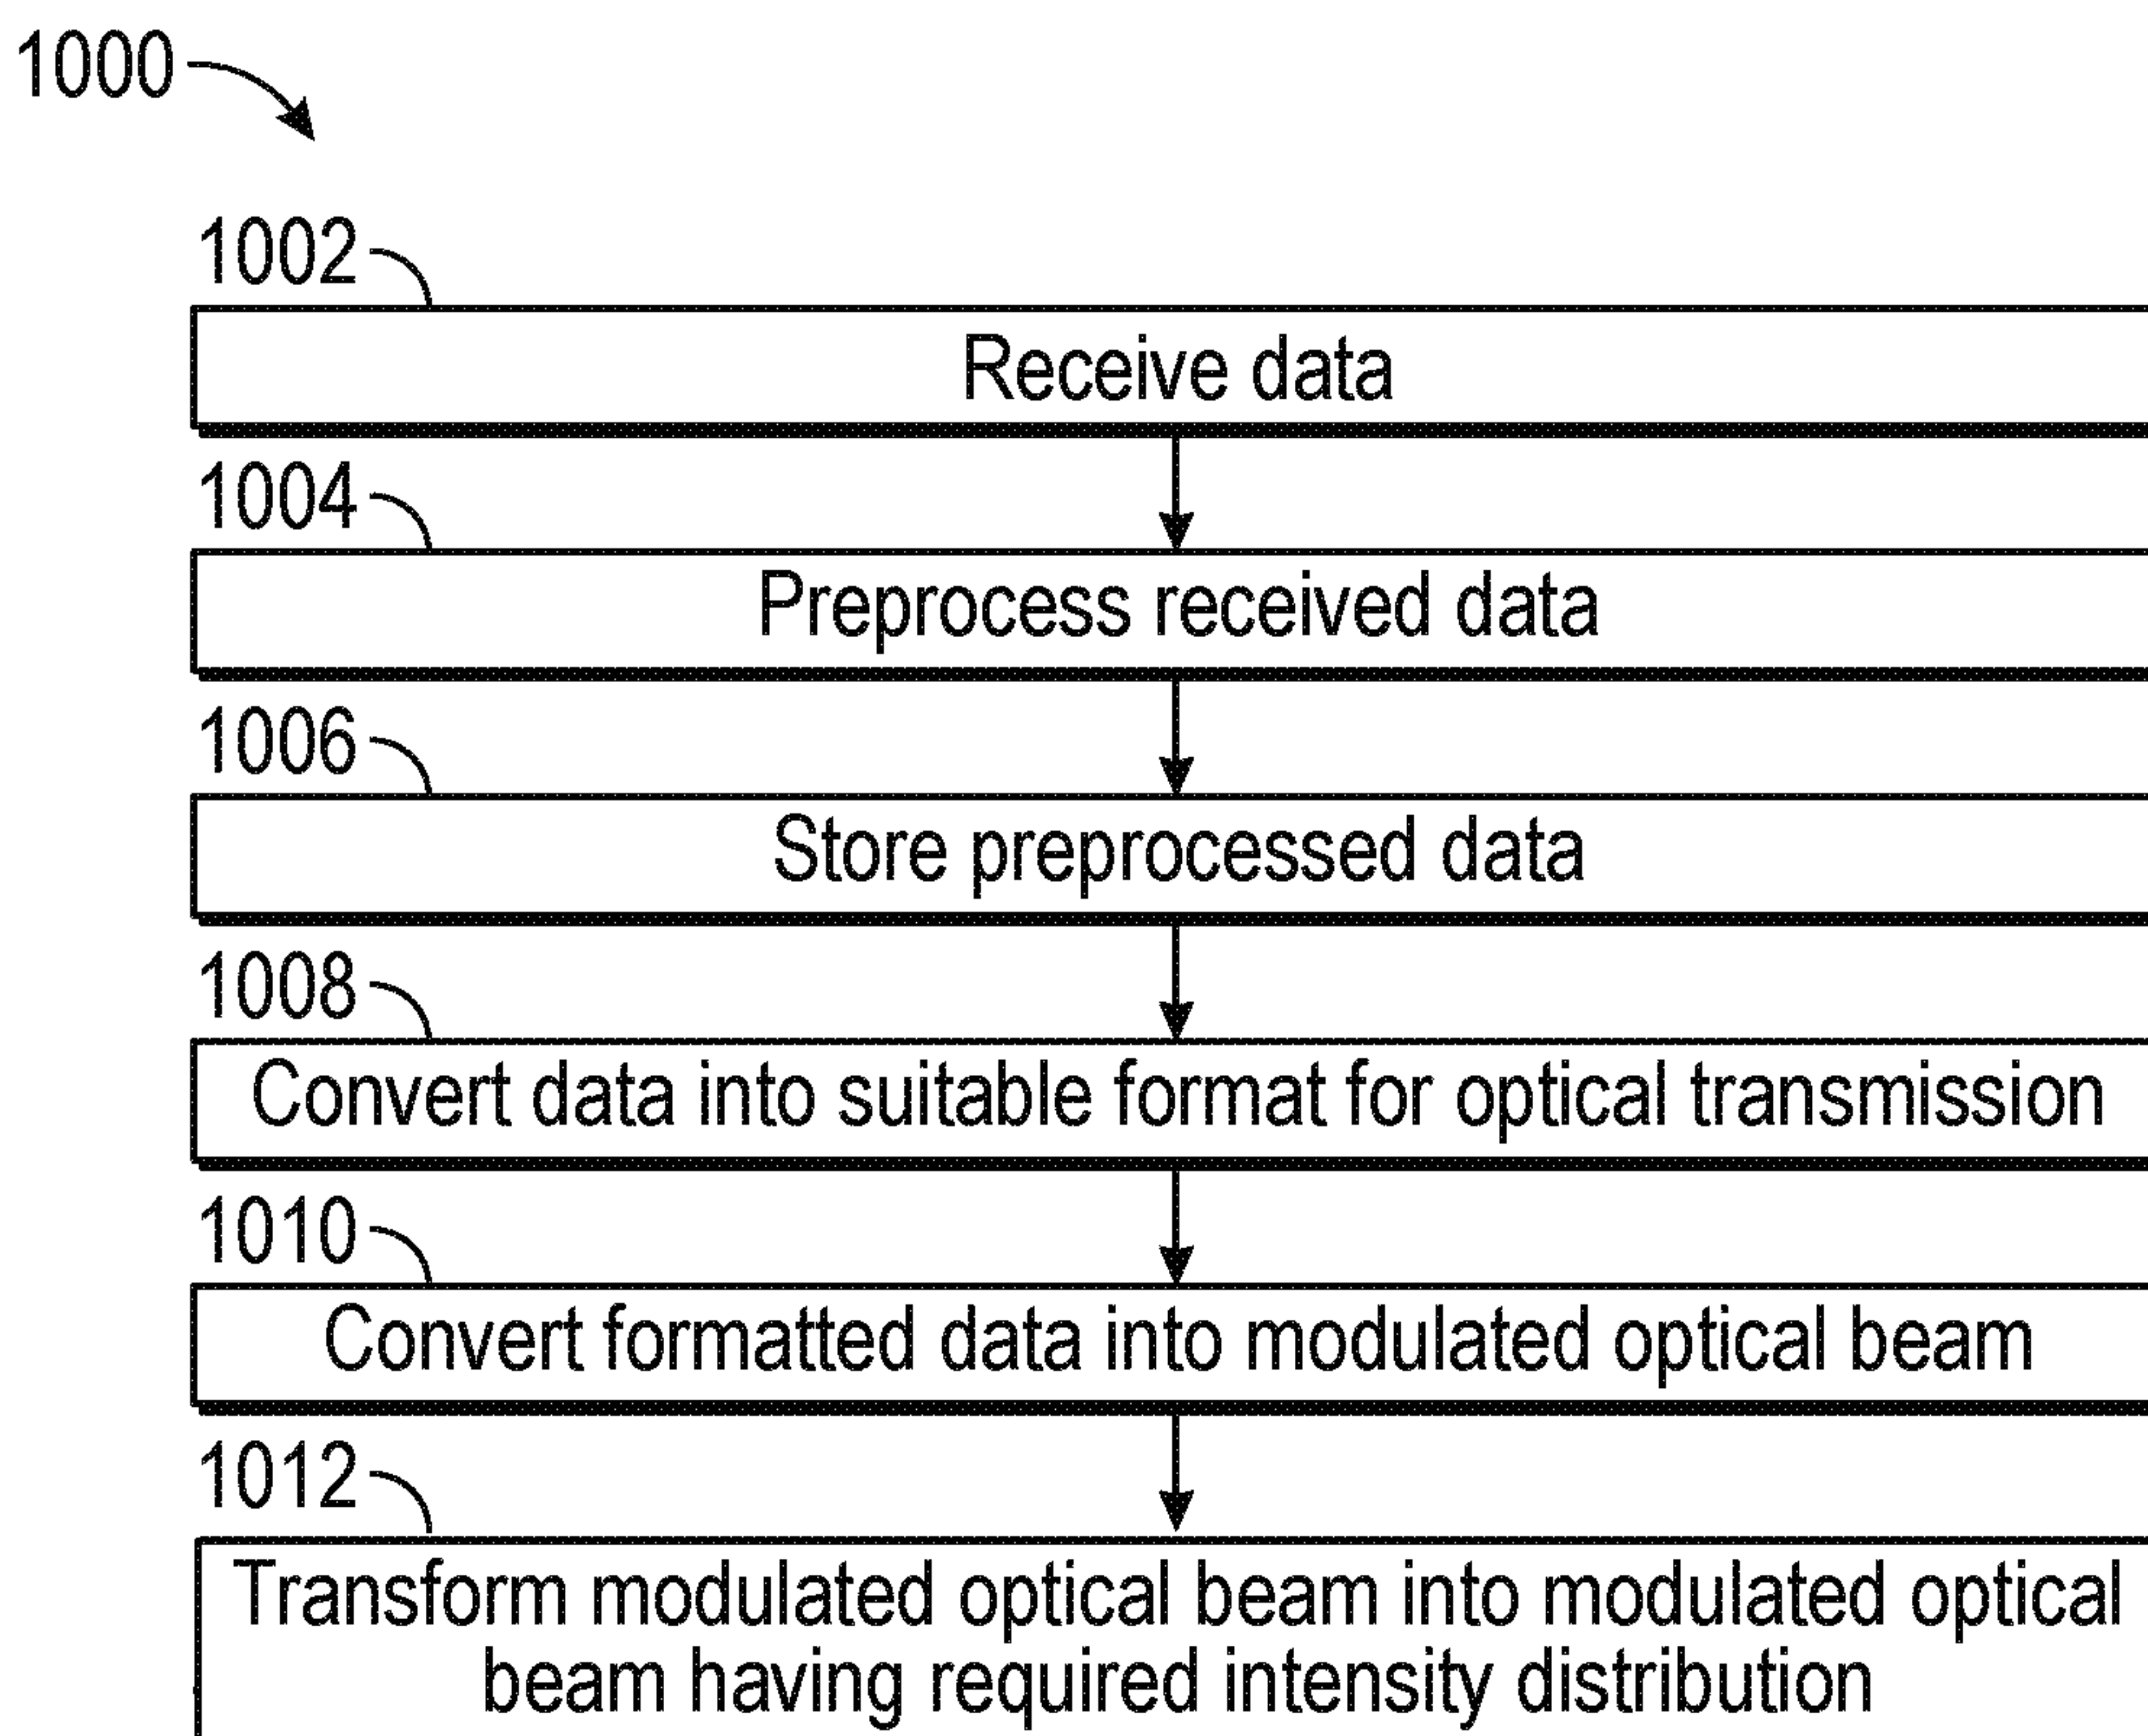 1000
1002
Receive data
1004
Preprocess received data
1006
Store preprocessed data
1008
Convert data into suitable format for optical transmission
1010
Convert formatted data into modulated optical beam
1012
Transform modulated optical beam into modulated optical
beam having required intensity distribution